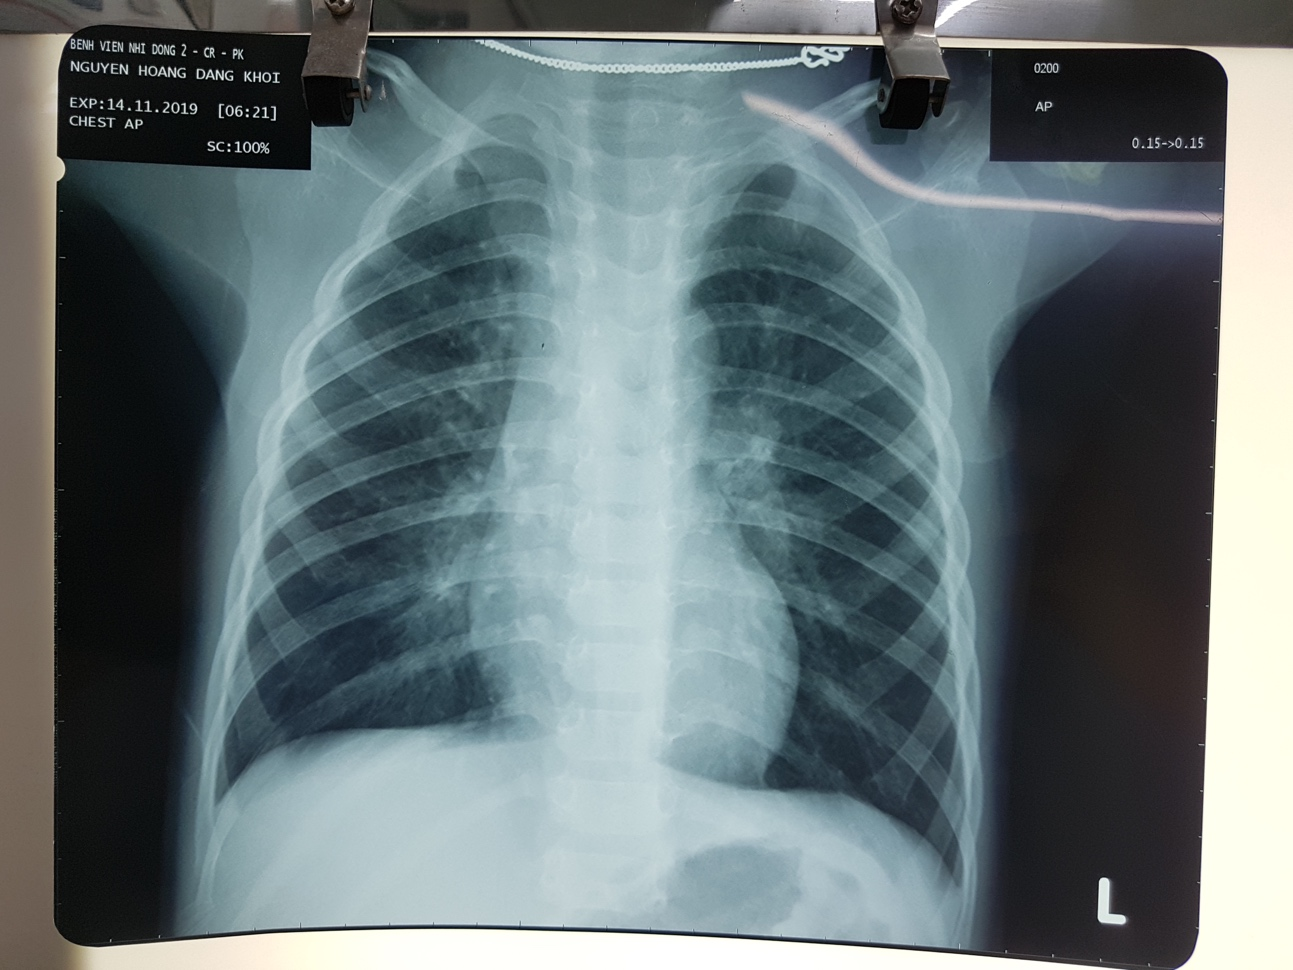 BENH VIEN NHI DONG 2 - CR - PK
NGUYEN HOANG DANG KHOI
EXP:14.11.2019 [06:21]
CHEST AP
SC:100%
0200
AP
0.15->0.15
L